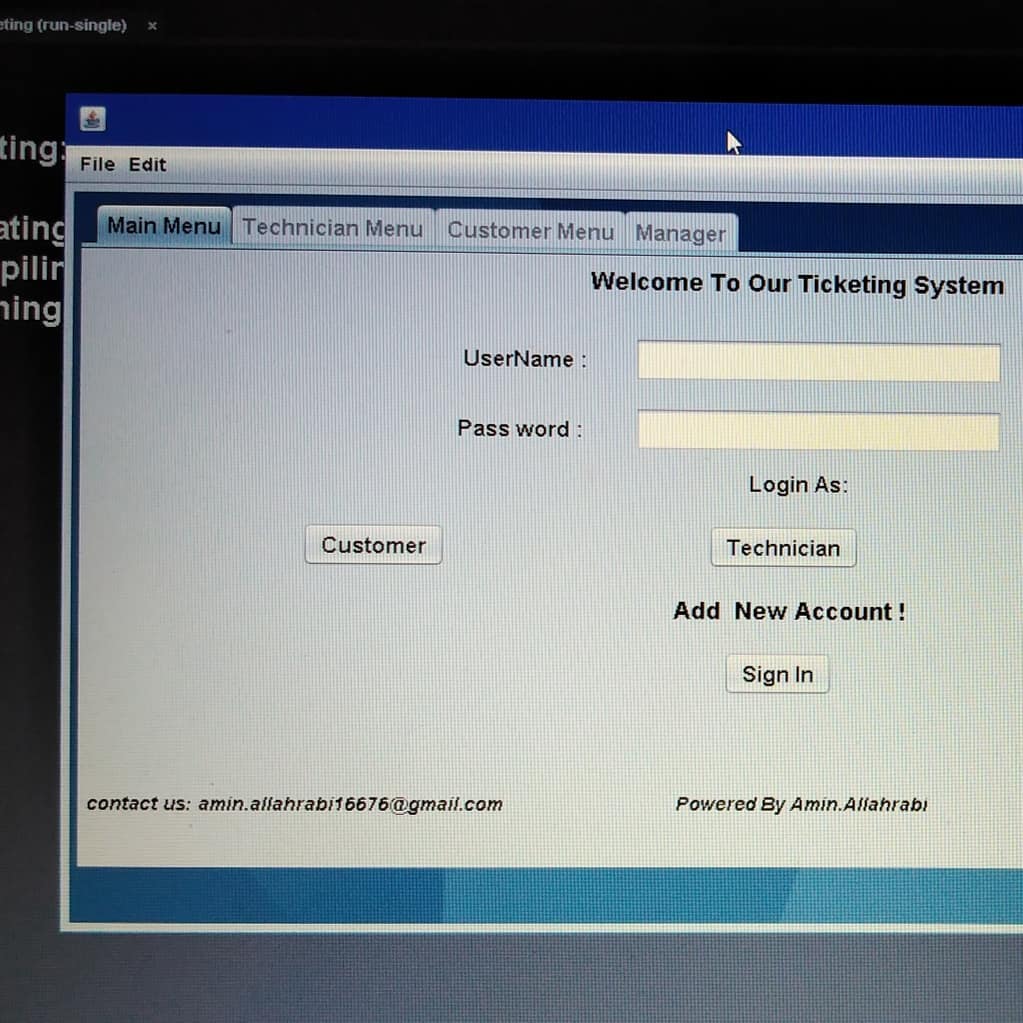 eting (run-single) ×
ting:
ating
pilin
ning
File Edit
Main Menu Technician Menu Customer Menu Manager
Welcome To Our Ticketing System
UserName :
Pass word :
Login As:
Customer Technician
Add New Account !
Sign In
contact us: amin.allahrabi16676@gmail.com Powered By Amin.Allahrabi